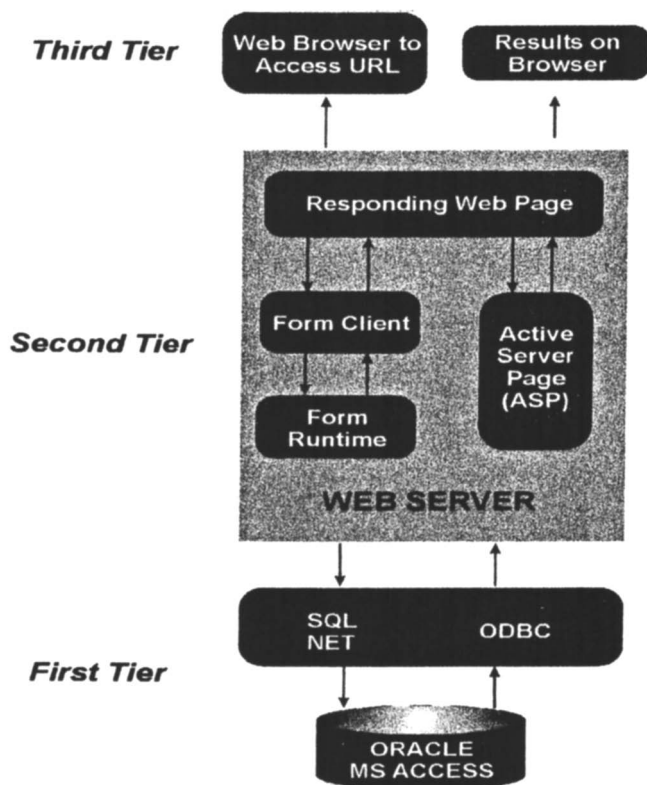 Third Tier
Web Browser to
Access URL
Results on
Browser
Responding Web Page
Second Tier
Form Client
Active
Server
Page
(ASP)
Form
Runtime
WEB SERVER
First Tier
SQL
NET
ODBC
ORACLE
MS ACCESS